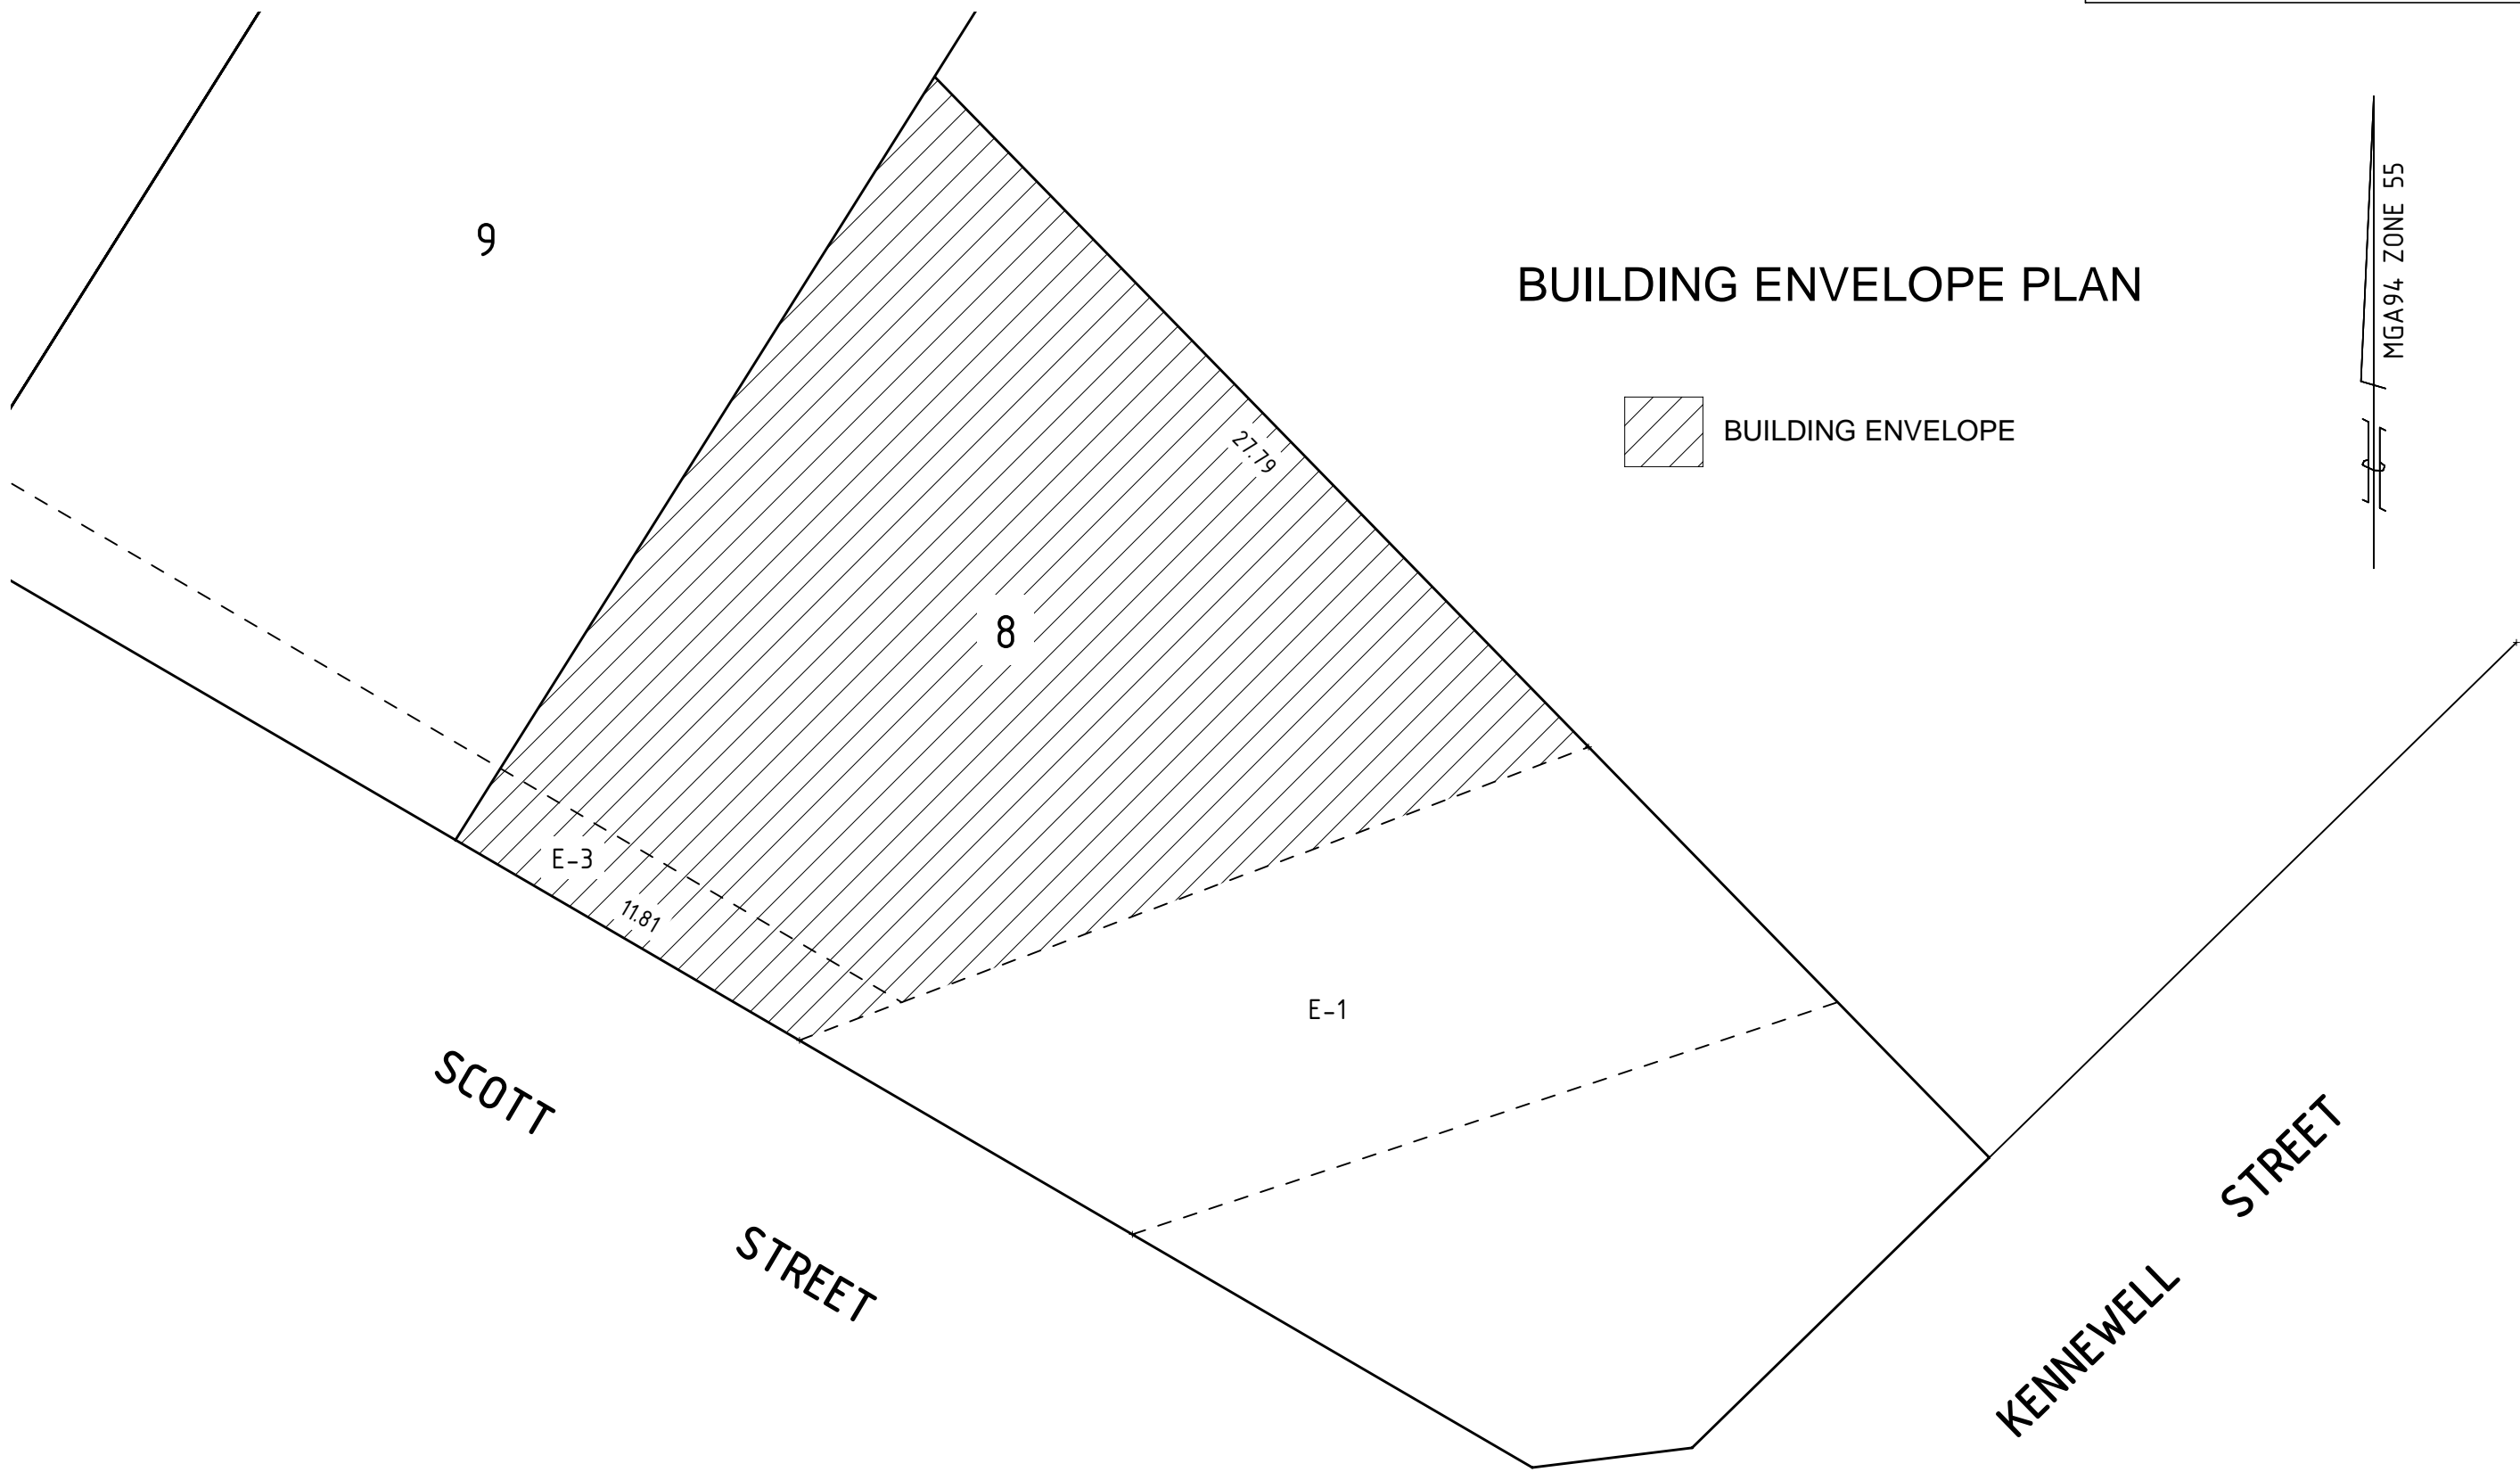 9
BUILDING ENVELOPE PLAN
MGA94 ZONE 55
BUILDING ENVELOPE
27.79
8
E-3
11.81
E-1
SCOTT
STREET
KENNEWELL
STREET